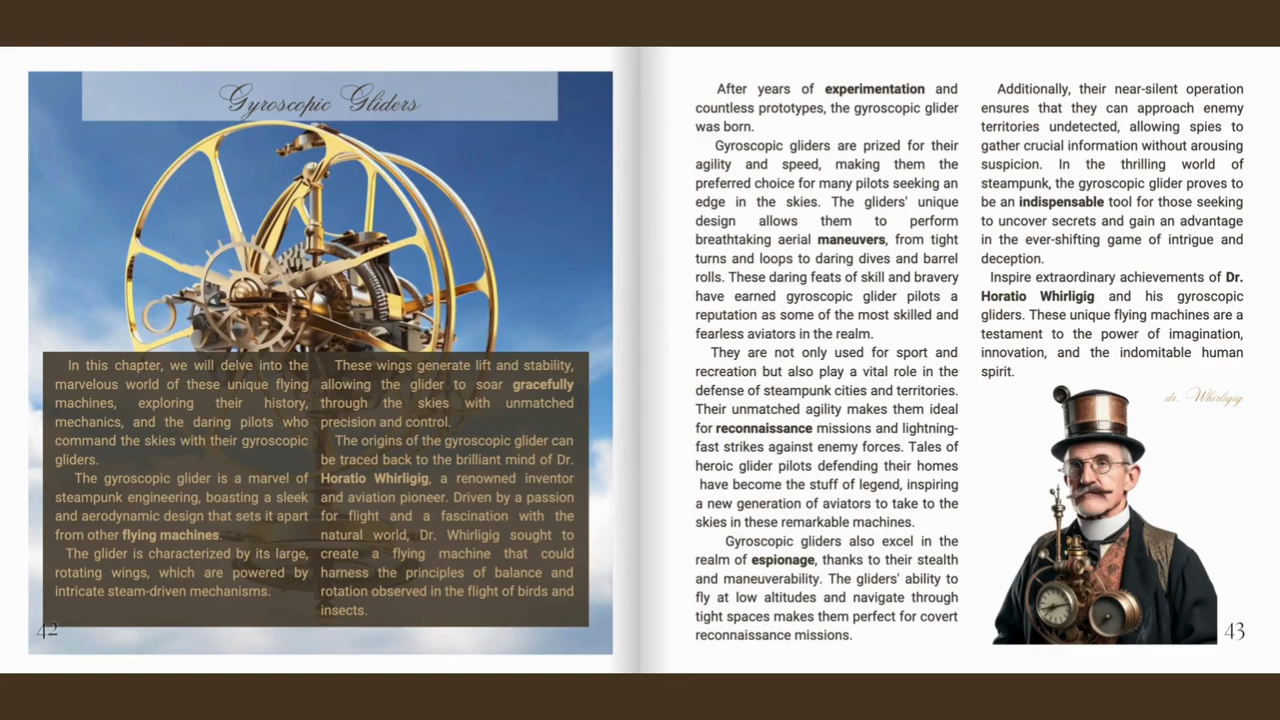 Gyroscopic Gliders
In this chapter, we will delve into the
marvelous world of these unique flying
machines, exploring their history,
mechanics, and the daring pilots who
command the skies with their gyroscopic
gliders.
The gyroscopic glider is a marvel of
steampunk engineering, boasting a sleek
and aerodynamic design that sets it apart
from other flying machines.
The glider is characterized by its large,
rotating wings, which are powered by
intricate steam-driven mechanisms.
These wings generate lift and stability,
allowing the glider to soar gracefully
through the skies with unmatched
precision and control.
The origins of the gyroscopic glider can
be traced back to the brilliant mind of Dr.
Horatio Whirligig, a renowned inventor
and aviation pioneer. Driven by a passion
for flight and a fascination with the
natural world, Dr. Whirligig sought to
create a flying machine that could
harness the principles of balance and
rotation observed in the flight of birds and
insects.
42
After years of experimentation and
countless prototypes, the gyroscopic glider
was born.
Gyroscopic gliders are prized for their
agility and speed, making them the
preferred choice for many pilots seeking an
edge in the skies. The gliders' unique
design allows them to perform
breathtaking aerial maneuvers, from tight
turns and loops to daring dives and barrel
rolls. These daring feats of skill and bravery
have earned gyroscopic glider pilots a
reputation as some of the most skilled and
fearless aviators in the realm.
They are not only used for sport and
recreation but also play a vital role in the
defense of steampunk cities and territories.
Their unmatched agility makes them ideal
for reconnaissance missions and lightning-
fast strikes against enemy forces. Tales of
heroic glider pilots defending their homes
have become the stuff of legend, inspiring
a new generation of aviators to take to the
skies in these remarkable machines.
Gyroscopic gliders also excel in the
realm of espionage, thanks to their stealth
and maneuverability. The gliders' ability to
fly at low altitudes and navigate through
tight spaces makes them perfect for covert
reconnaissance missions.
Additionally, their near-silent operation
ensures that they can approach enemy
territories undetected, allowing spies to
gather crucial information without arousing
suspicion. In the thrilling world of
steampunk, the gyroscopic glider proves to
be an indispensable tool for those seeking
to uncover secrets and gain an advantage
in the ever-shifting game of intrigue and
deception.
Inspire extraordinary achievements of Dr.
Horatio Whirligig and his gyroscopic
gliders. These unique flying machines are a
testament to the power of imagination,
innovation, and the indomitable human
spirit.
dr. Whirligig
43